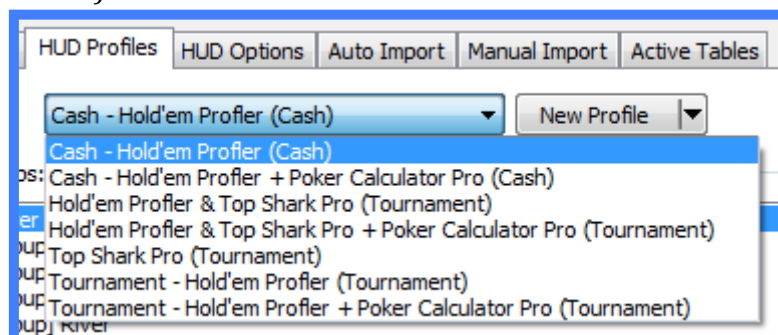 HUD Profiles HUD Options Auto Import Manual Import Active Tables
Cash - Hold'em Profler (Cash) New Profile
Cash - Hold'em Profler (Cash)
Cash - Hold'em Profler + Poker Calculator Pro (Cash)
Hold'em Profler & Top Shark Pro (Tournament)
Hold'em Profler & Top Shark Pro + Poker Calculator Pro (Tournament)
Top Shark Pro (Tournament)
Tournament - Hold'em Profler (Tournament)
Tournament - Hold'em Profler + Poker Calculator Pro (Tournament)
River